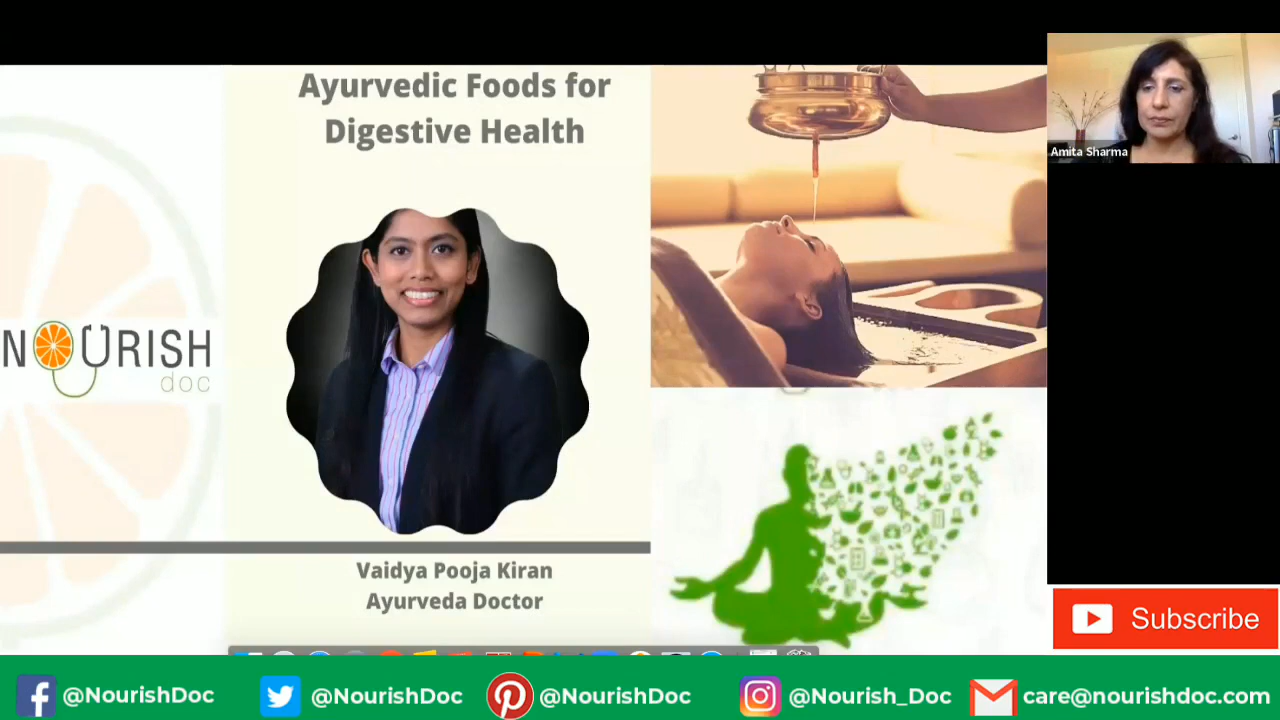 Ayurvedic Foods for
Digestive Health
Amita Sharma
NOURISH
doc
Vaidya Pooja Kiran
Ayurveda Doctor
Subscribe
@NourishDoc
@NourishDoc
@NourishDoc
@Nourish_Doc
care@nourishdoc.com